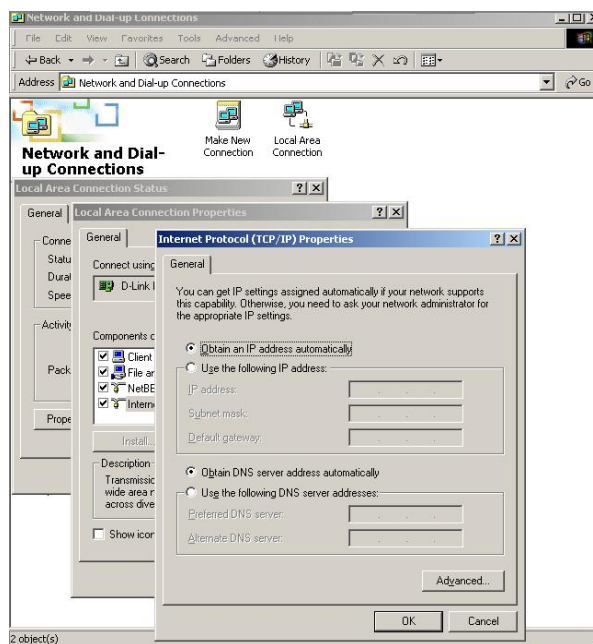 Network and Dial-up Connections
File Edit View Favorites Tools Advanced Help
Back Search Folders History
Address Network and Dial-up Connections Go
Network and Dial-
up Connections
Make New
Connection
Local Area
Connection
Local Area Connection Status
General
Conne
Statu
Durat
Spee
Activit
Pack
Prope
Local Area Connection Properties
General
Connect using
D-Link
Components c
Client
File ar
NetBE
Intern
Install...
Description
Transmissic
wide area r
across dive
Show icor
Internet Protocol (TCP/IP) Properties
General
You can get IP settings assigned automatically if your network supports
this capability. Otherwise, you need to ask your network administrator for
the appropriate IP settings.
Obtain an IP address automatically
Use the following IP address:
IP address:
Subnet mask:
Default gateway:
Obtain DNS server address automatically
Use the following DNS server addresses:
Preferred DNS server:
Alternate DNS server:
Advanced...
OK Cancel
2 object(s)